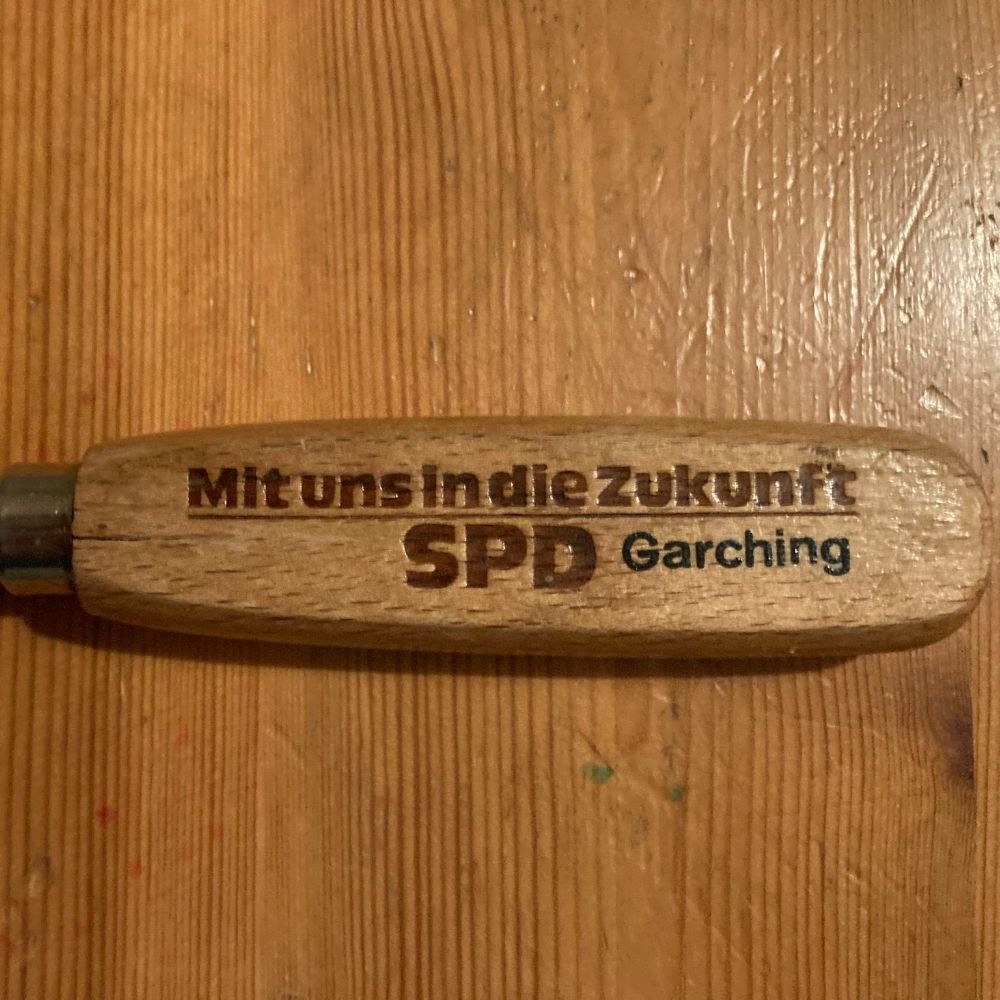 Mit uns in die Zukunft
SPD Garching